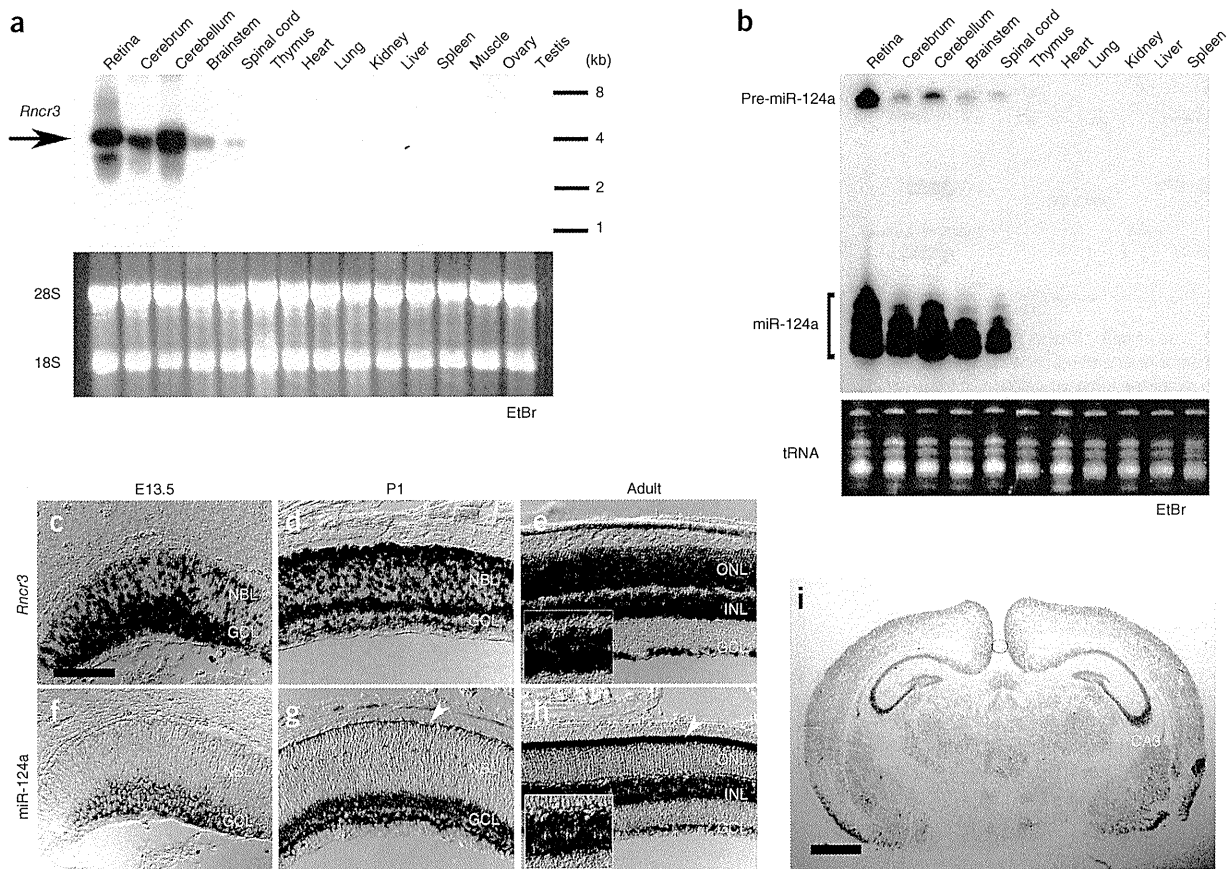 a
Retina
Cerebrum
Cerebellum
Brainstem
Spinal cord
Thymus
Heart
Lung
Kidney
Liver
Spleen
Muscle
Ovary
Testis
(kb)
Rncr3
8
4
2
1
28S
18S
EtBr
b
Retina
Cerebrum
Cerebellum
Brainstem
Spinal cord
Thymus
Heart
Lung
Kidney
Liver
Spleen
Pre-miR-124a
miR-124a
tRNA
EtBr
E13.5
P1
Adult
Rncr3
c
NBL
GCL
d
NBL
GCL
e
ONL
INL
GCL
miR-124a
f
NBL
GCL
g
NBL
GCL
h
ONL
INL
GCL
i
CA3